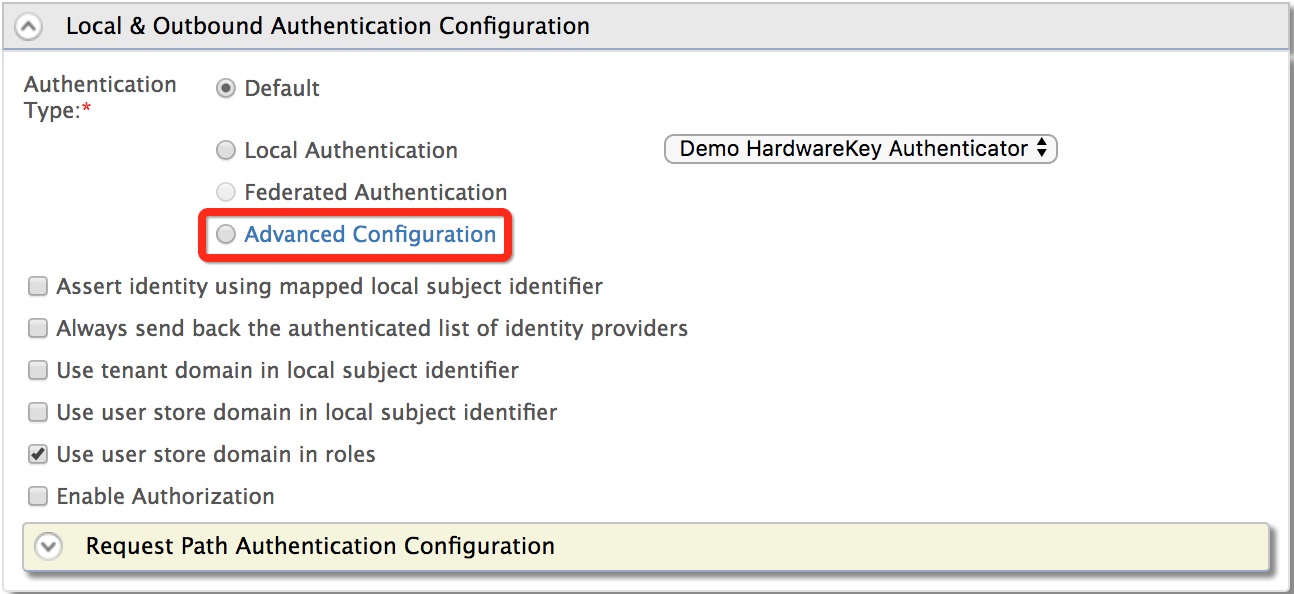 Local & Outbound Authentication Configuration
Authentication
Type:*
Default
Local Authentication
Demo HardwareKey Authenticator
Federated Authentication
Advanced Configuration
Assert identity using mapped local subject identifier
Always send back the authenticated list of identity providers
Use tenant domain in local subject identifier
Use user store domain in local subject identifier
Use user store domain in roles
Enable Authorization
Request Path Authentication Configuration